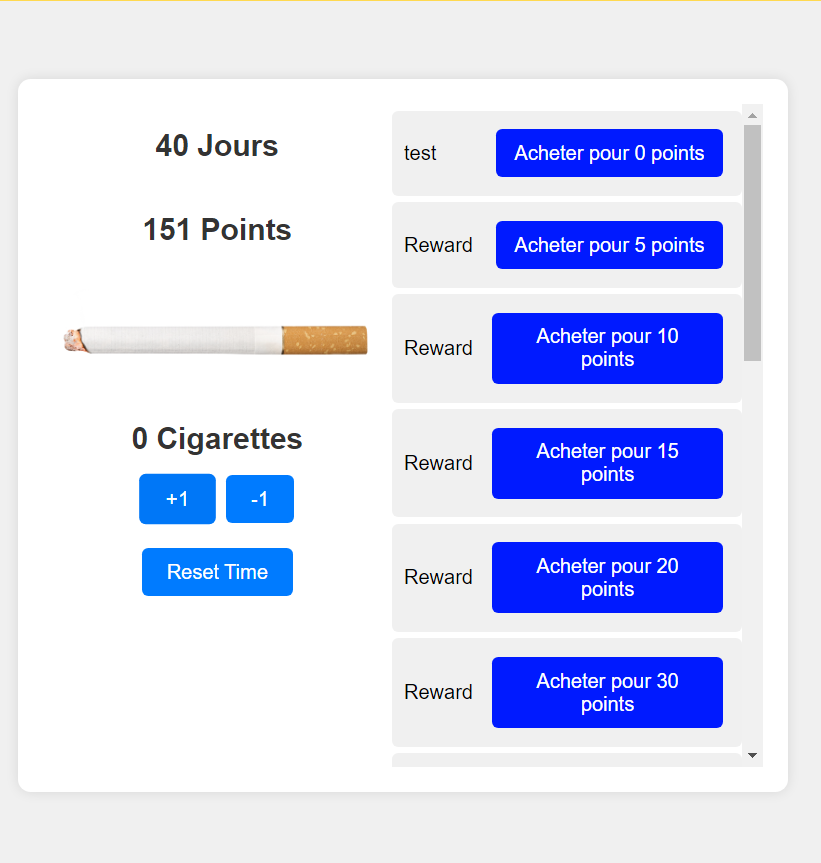 40 Jours
151 Points
0 Cigarettes
+1
-1
Reset Time
test
Acheter pour 0 points
Reward
Acheter pour 5 points
Reward
Acheter pour 10
points
Reward
Acheter pour 15
points
Reward
Acheter pour 20
points
Reward
Acheter pour 30
points